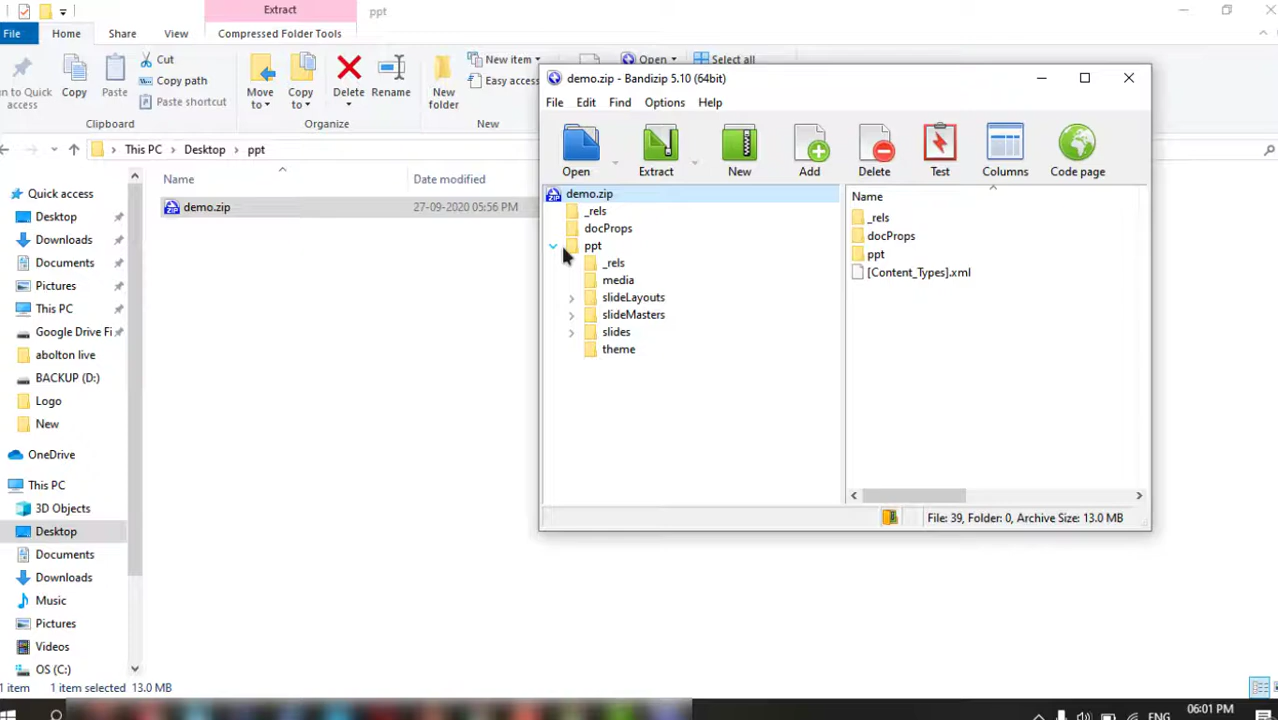 Extract
ppt
File
Home
Share
View
Compressed Folder Tools
Pin to Quick access
Copy
Paste
Cut
Copy path
Paste shortcut
Clipboard
Move to
Copy to
Delete
Rename
Organize
New folder
New item
Easy access
New
Open
Select all
This PC
Desktop
ppt
Name
Date modified
demo.zip
27-09-2020 05:56 PM
Quick access
Desktop
Downloads
Documents
Pictures
This PC
Google Drive Fi
abolton live
BACKUP (D:)
Logo
New
OneDrive
This PC
3D Objects
Desktop
Documents
Downloads
Music
Pictures
Videos
OS (C:)
1 item
1 item selected 13.0 MB
demo.zip - Bandizip 5.10 (64bit)
File Edit Find Options Help
Open
Extract
New
Add
Delete
Test
Columns
Code page
demo.zip
_rels
docProps
ppt
_rels
media
slideLayouts
slideMasters
slides
theme
Name
_rels
docProps
ppt
[Content_Types].xml
File: 39, Folder: 0, Archive Size: 13.0 MB
ENG
06:01 PM